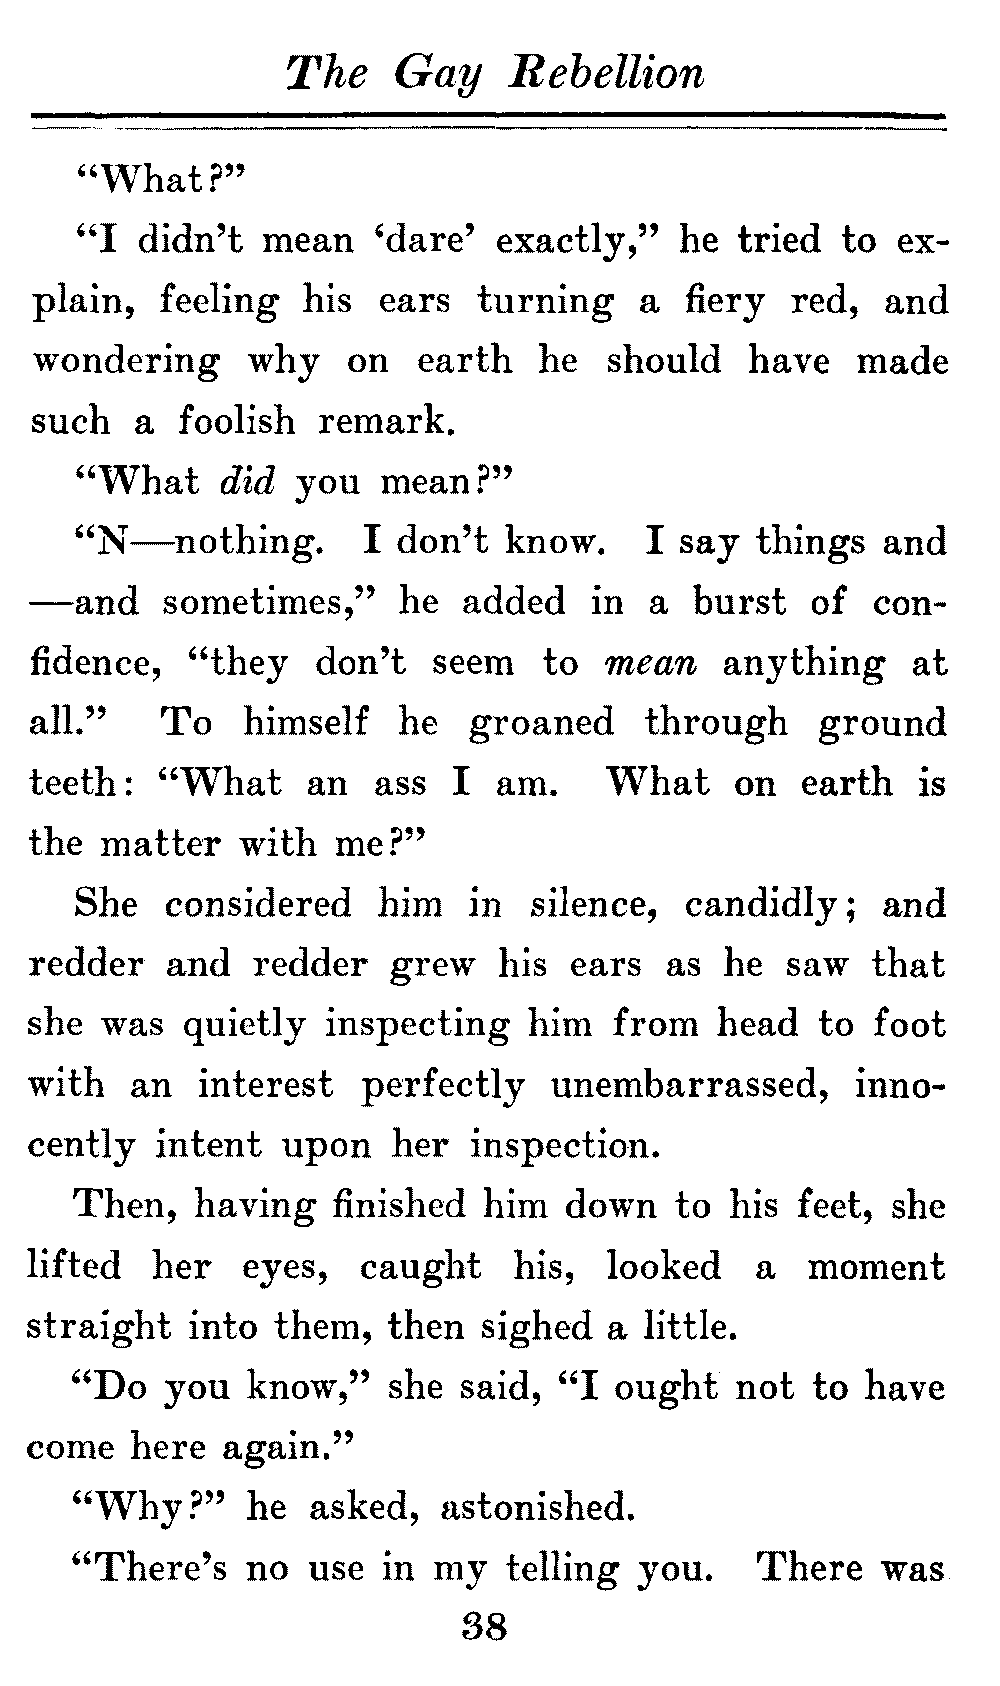 The Gay Rebellion
“What?”
“I didn’t mean ‘dare’ exactly,” he tried to ex-
plain, feeling his ears turning a fiery red, and
wondering why on earth he should have made
such a foolish remark.
“What did you mean?”
“N—nothing. I don’t know. I say things and
—and sometimes,” he added in a burst of con-
fidence, “they don’t seem to mean anything at
all.” To himself he groaned through ground
teeth: “What an ass I am. What on earth is
the matter with me?”
She considered him in silence, candidly; and
redder and redder grew his ears as he saw that
she was quietly inspecting him from head to foot
with an interest perfectly unembarrassed, inno-
cently intent upon her inspection.
Then, having finished him down to his feet, she
lifted her eyes, caught his, looked a moment
straight into them, then sighed a little.
“Do you know,” she said, “I ought not to have
come here again.”
“Why?” he asked, astonished.
“There’s no use in my telling you. There was
38